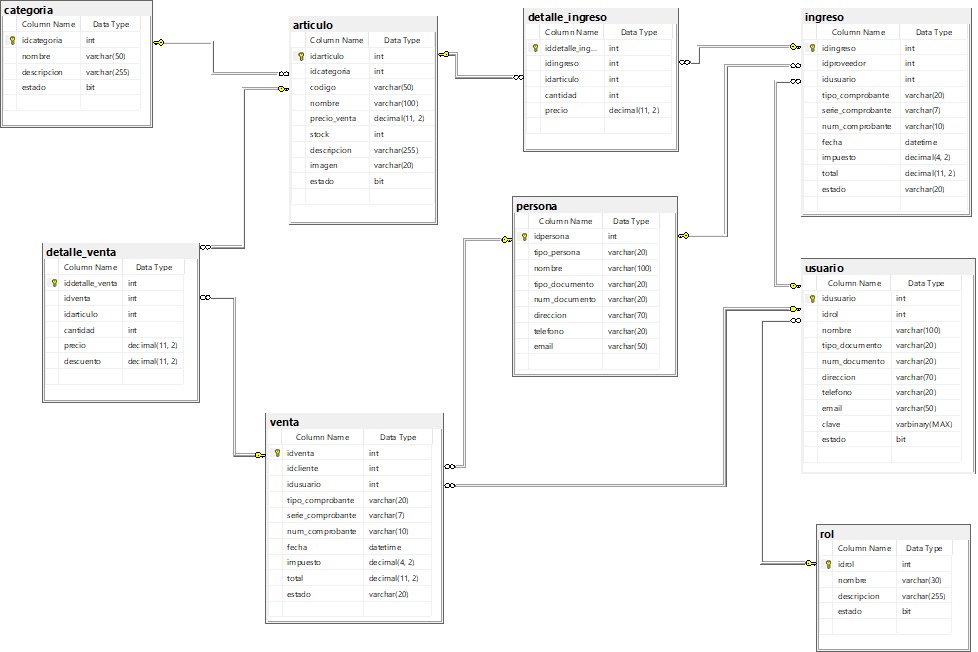 categoria
Column Name Data Type
idcategoria int
nombre varchar(50)
descripcion varchar(255)
estado bit
articulo
Column Name Data Type
idarticulo int
idcategoria int
codigo varchar(50)
nombre varchar(100)
precio_venta decimal(11, 2)
stock int
descripcion varchar(255)
imagen varchar(20)
estado bit
detalle_ingreso
Column Name Data Type
iddetalle_ing... int
idingreso int
idarticulo int
cantidad int
precio decimal(11, 2)
ingreso
Column Name Data Type
idingreso int
idproveedor int
idusuario int
tipo_comprobante varchar(20)
serie_comprobante varchar(7)
num_comprobante varchar(10)
fecha datetime
impuesto decimal(4, 2)
total decimal(11, 2)
estado varchar(20)
persona
Column Name Data Type
idpersona int
tipo_persona varchar(20)
nombre varchar(100)
tipo_documento varchar(20)
num_documento varchar(20)
direccion varchar(70)
telefono varchar(20)
email varchar(50)
detalle_venta
Column Name Data Type
iddetalle_venta int
idventa int
idarticulo int
cantidad int
precio decimal(11, 2)
descuento decimal(11, 2)
usuario
Column Name Data Type
idusuario int
idrol int
nombre varchar(100)
tipo_documento varchar(20)
num_documento varchar(20)
direccion varchar(70)
telefono varchar(20)
email varchar(50)
clave varbinary(MAX)
estado bit
venta
Column Name Data Type
idventa int
idcliente int
idusuario int
tipo_comprobante varchar(20)
serie_comprobante varchar(7)
num_comprobante varchar(10)
fecha datetime
impuesto decimal(4, 2)
total decimal(11, 2)
estado varchar(20)
rol
Column Name Data Type
idrol int
nombre varchar(30)
descripcion varchar(255)
estado bit